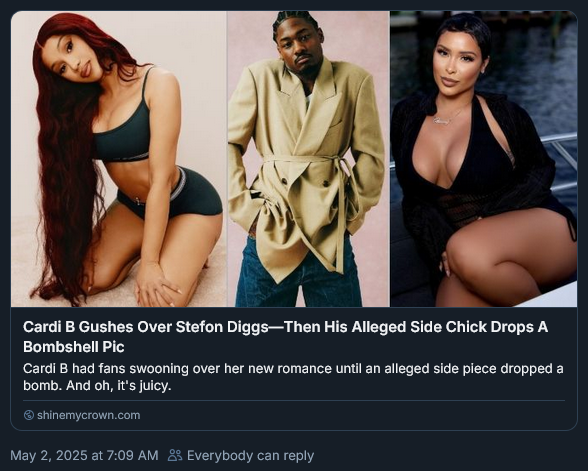 Cardi B Gushes Over Stefon Diggs—Then His Alleged Side Chick Drops A
Bombshell Pic
Cardi B had fans swooning over her new romance until an alleged side piece dropped a
bomb. And oh, it's juicy.
shinemycrown.com
May 2, 2025 at 7:09 AM Everybody can reply